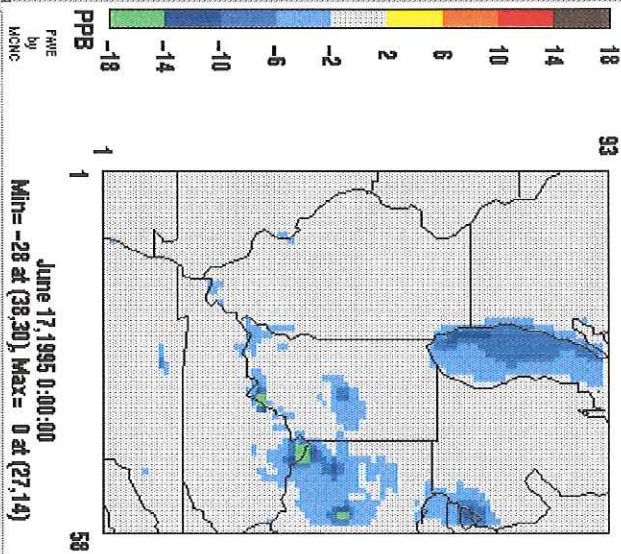 18
14
10
6
2
-2
-6
-10
-14
-18
PPB
PAVE
by
MCNC
93
1
1
58
June 17,1995 0:00:00
Min= -28 at (38,30), Max= 0 at (27,14)